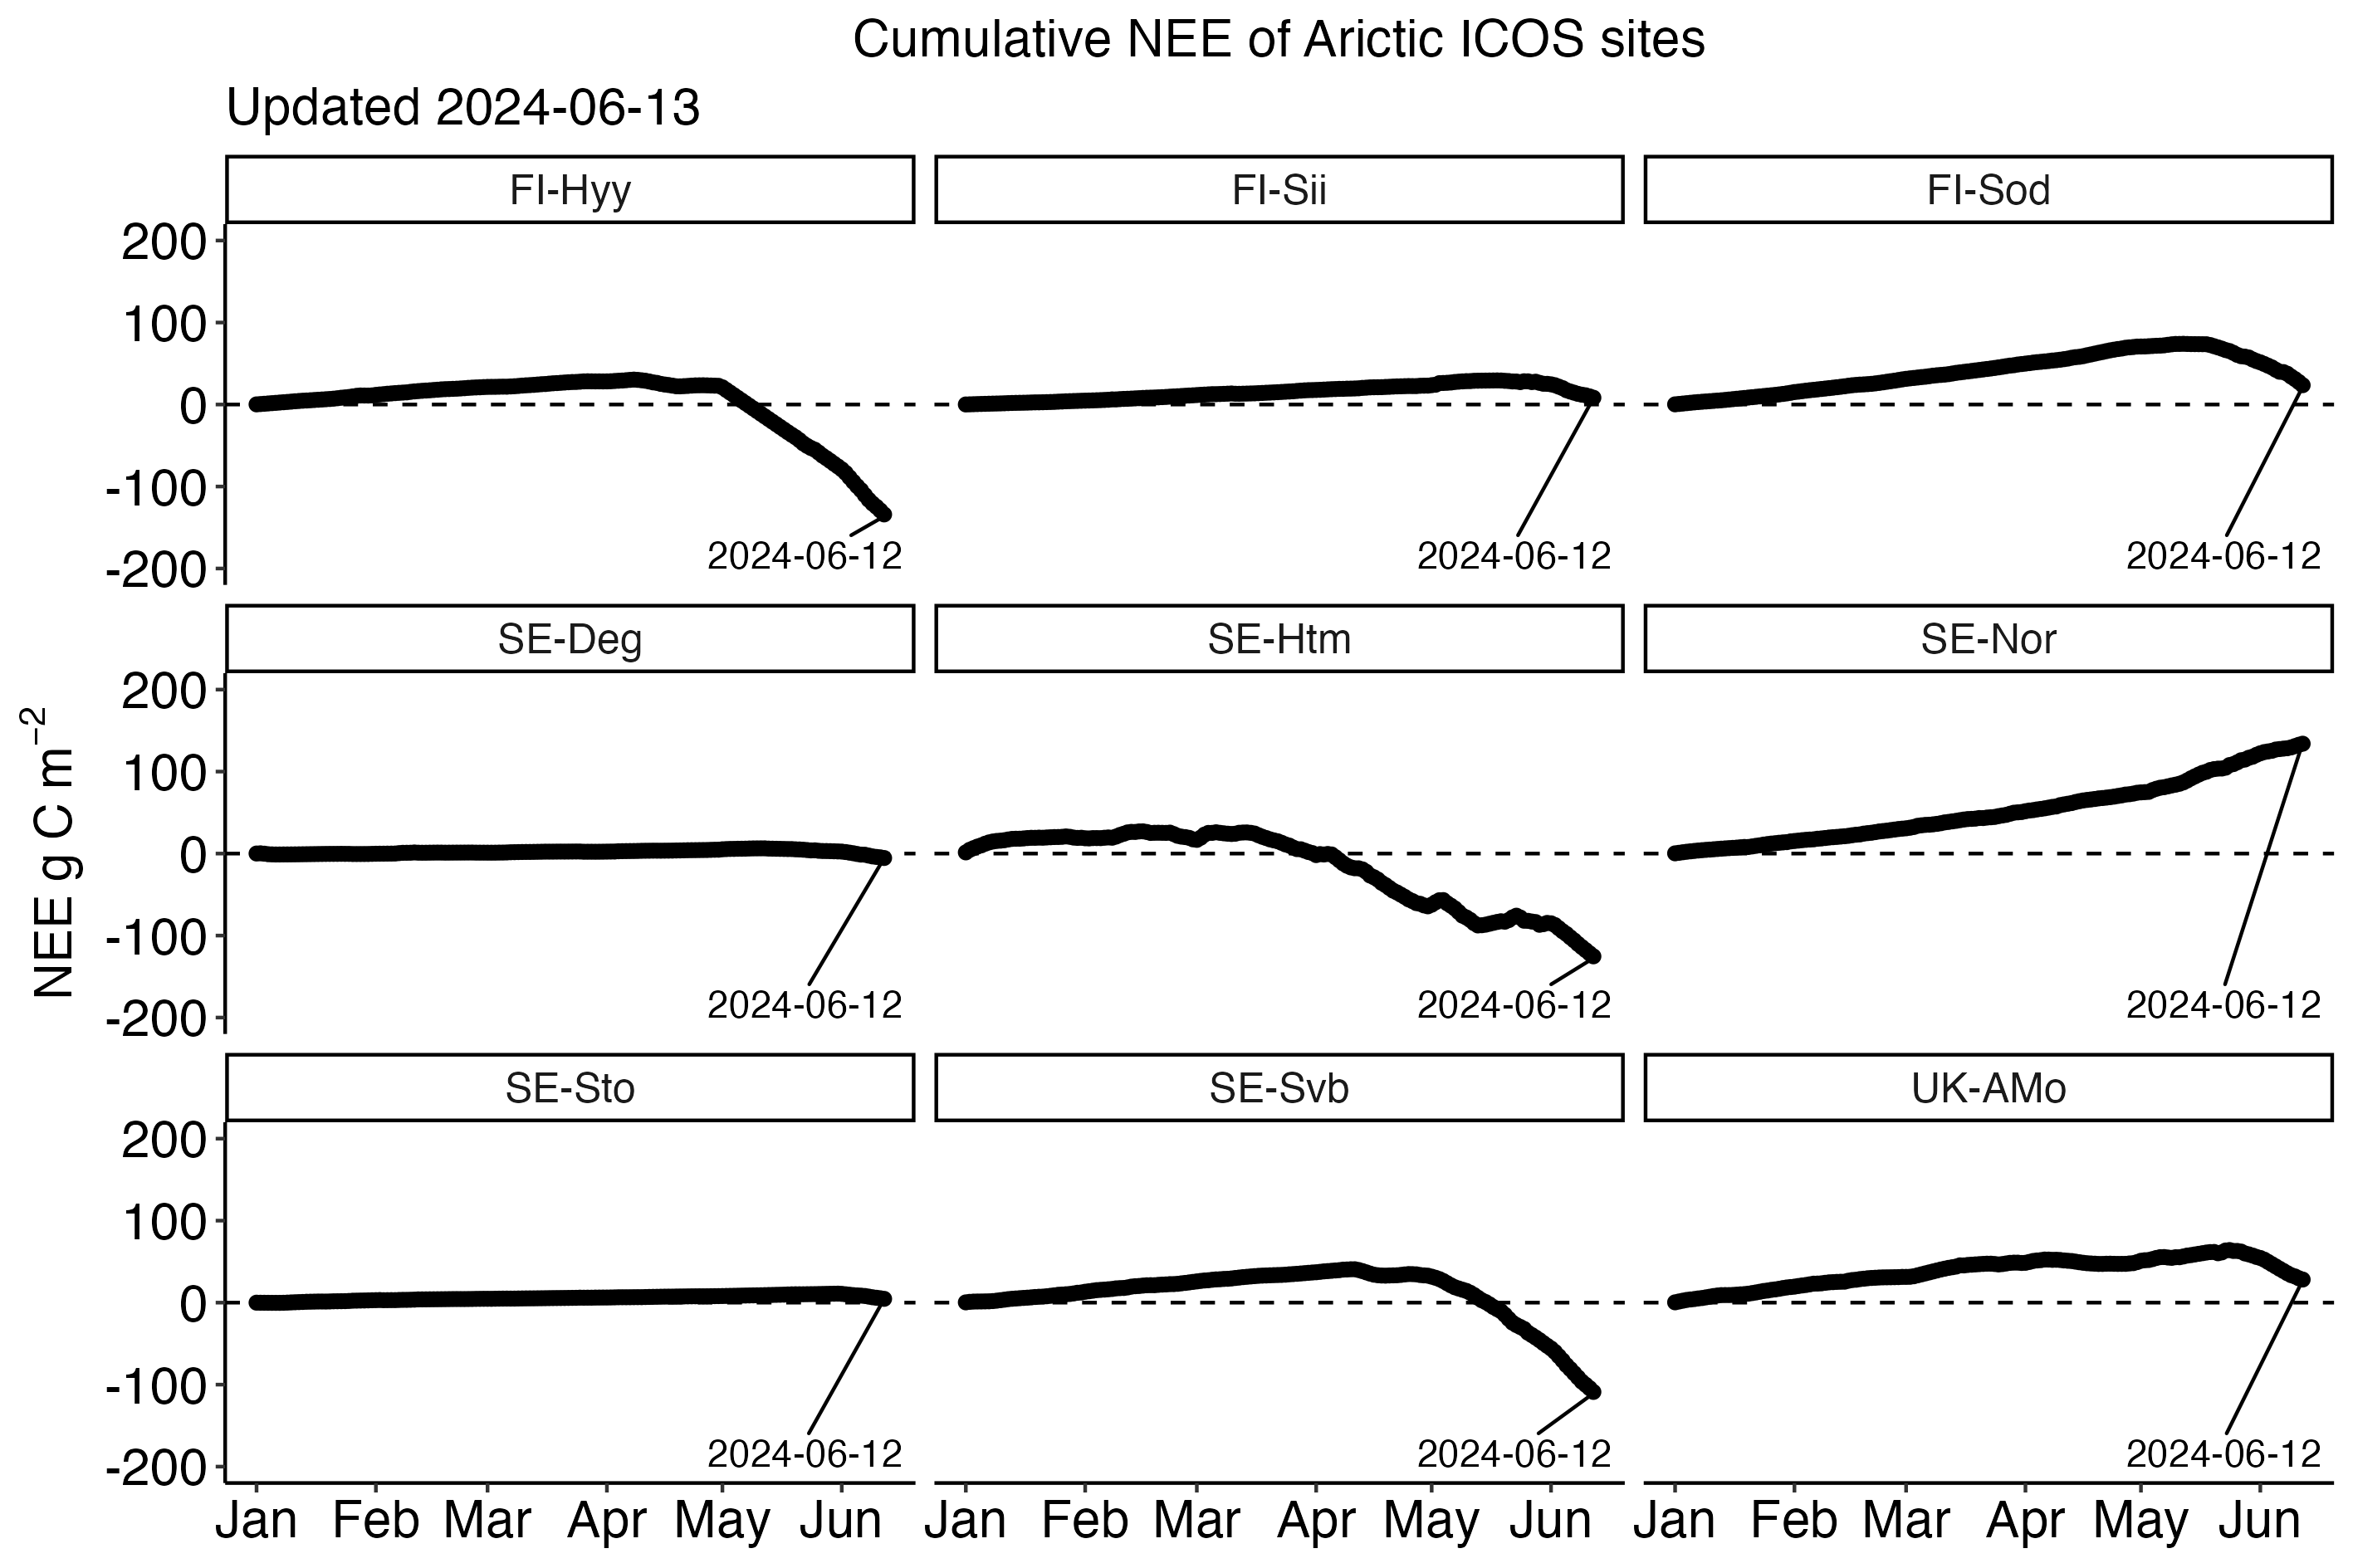 Cumulative NEE of Arictic ICOS sites
Updated 2024-06-13
FI-Hyy
FI-Sii
FI-Sod
200
100
0
-100
-200
2024-06-12
2024-06-12
2024-06-12
SE-Deg
SE-Htm
SE-Nor
NEE g C m⁻²
200
100
0
-100
-200
2024-06-12
2024-06-12
2024-06-12
SE-Sto
SE-Svb
UK-AMo
200
100
0
-100
-200
2024-06-12
2024-06-12
2024-06-12
Jan Feb Mar Apr May Jun
Jan Feb Mar Apr May Jun
Jan Feb Mar Apr May Jun